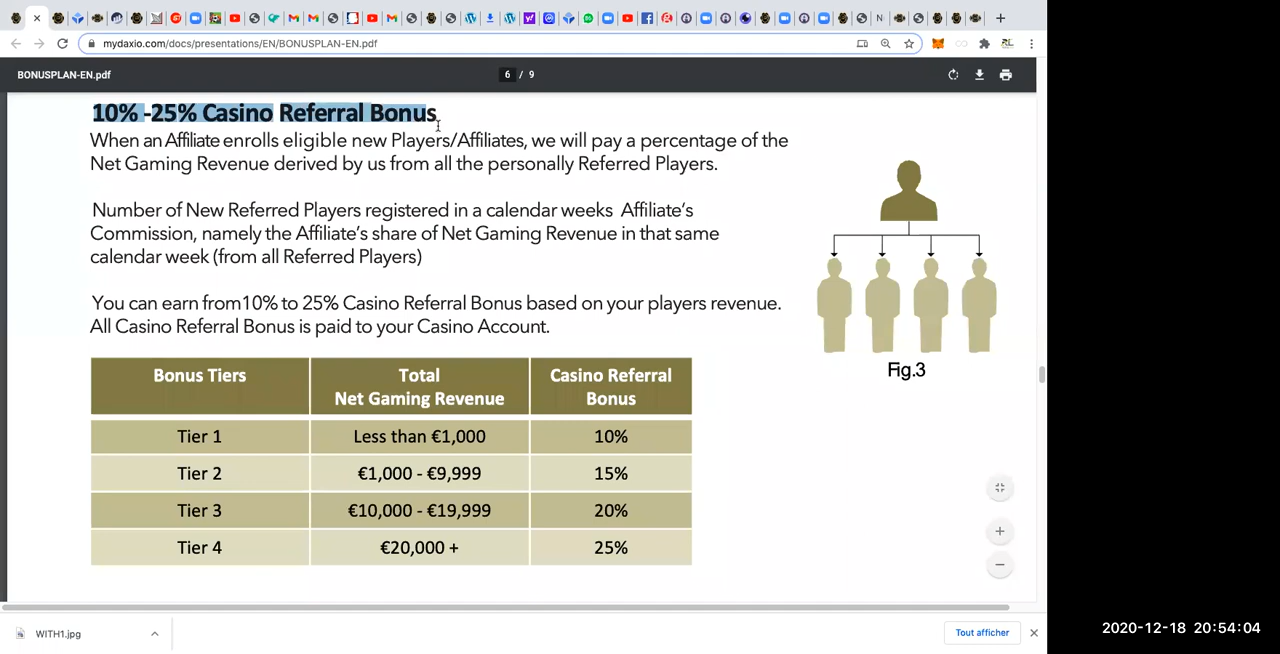 mydaxio.com/docs/presentations/EN/BONUSPLAN-EN.pdf
BONUSPLAN-EN.pdf
6 / 9
10% -25% Casino Referral Bonus
When an Affiliate enrolls eligible new Players/Affiliates, we will pay a percentage of the
Net Gaming Revenue derived by us from all the personally Referred Players.
Number of New Referred Players registered in a calendar weeks Affiliate's
Commission, namely the Affiliate's share of Net Gaming Revenue in that same
calendar week (from all Referred Players)
You can earn from10% to 25% Casino Referral Bonus based on your players revenue.
All Casino Referral Bonus is paid to your Casino Account.
Fig.3
Bonus Tiers Total Casino Referral
Net Gaming Revenue Bonus
Tier 1 Less than €1,000 10%
Tier 2 €1,000 - €9,999 15%
Tier 3 €10,000 - €19,999 20%
Tier 4 €20,000 + 25%
WITH1.jpg
Tout afficher
2020-12-18 20:54:04